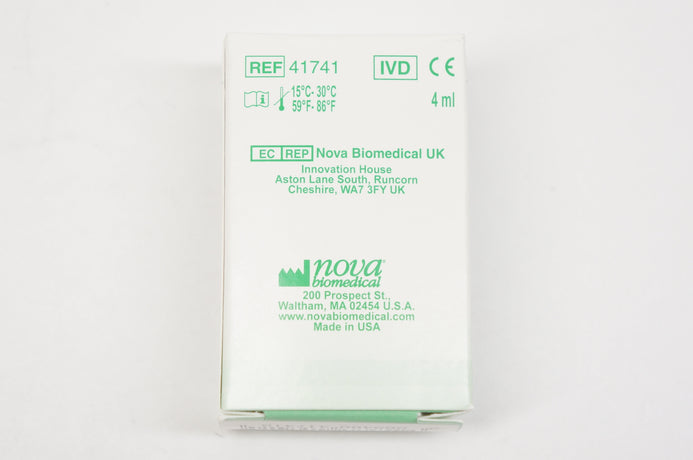 REF 41741 IVD CE
15°C- 30°C
59°F- 86°F
4 ml
EC REP Nova Biomedical UK
Innovation House
Aston Lane South, Runcorn
Cheshire, WA7 3FY UK
nova®
biomedical
200 Prospect St.,
Waltham, MA 02454 U.S.A.
www.novabiomedical.com
Made in USA